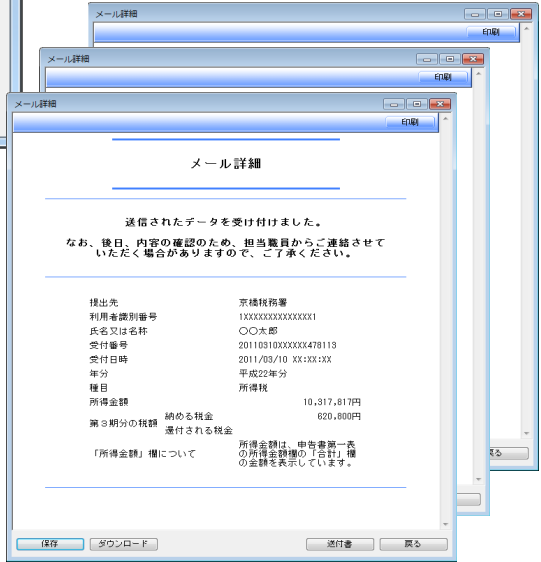 メール詳細
印刷
メール詳細
印刷
メール詳細
印刷
メール詳細
送信されたデータを受け付けました。
なお、後日、内容の確認のため、担当職員からご連絡させて
いただく場合がありますので、ご了承ください。
提出先 京橋税務署
利用者識別番号 1XXXXXXXXXXXXXX1
氏名又は名称 〇〇太郎
受付番号 20110310XXXXXX478113
受付日時 2011/03/10 XX:XX:XX
年分 平成22年分
種目 所得税
所得金額 10,317,817円
第3期分の税額 納める税金 620,800円
還付される税金
「所得金額」欄について 所得金額は、申告書第一表
の所得金額欄の「合計」欄
の金額を表示しています。
戻る
保存 ダウンロード 送付書 戻る